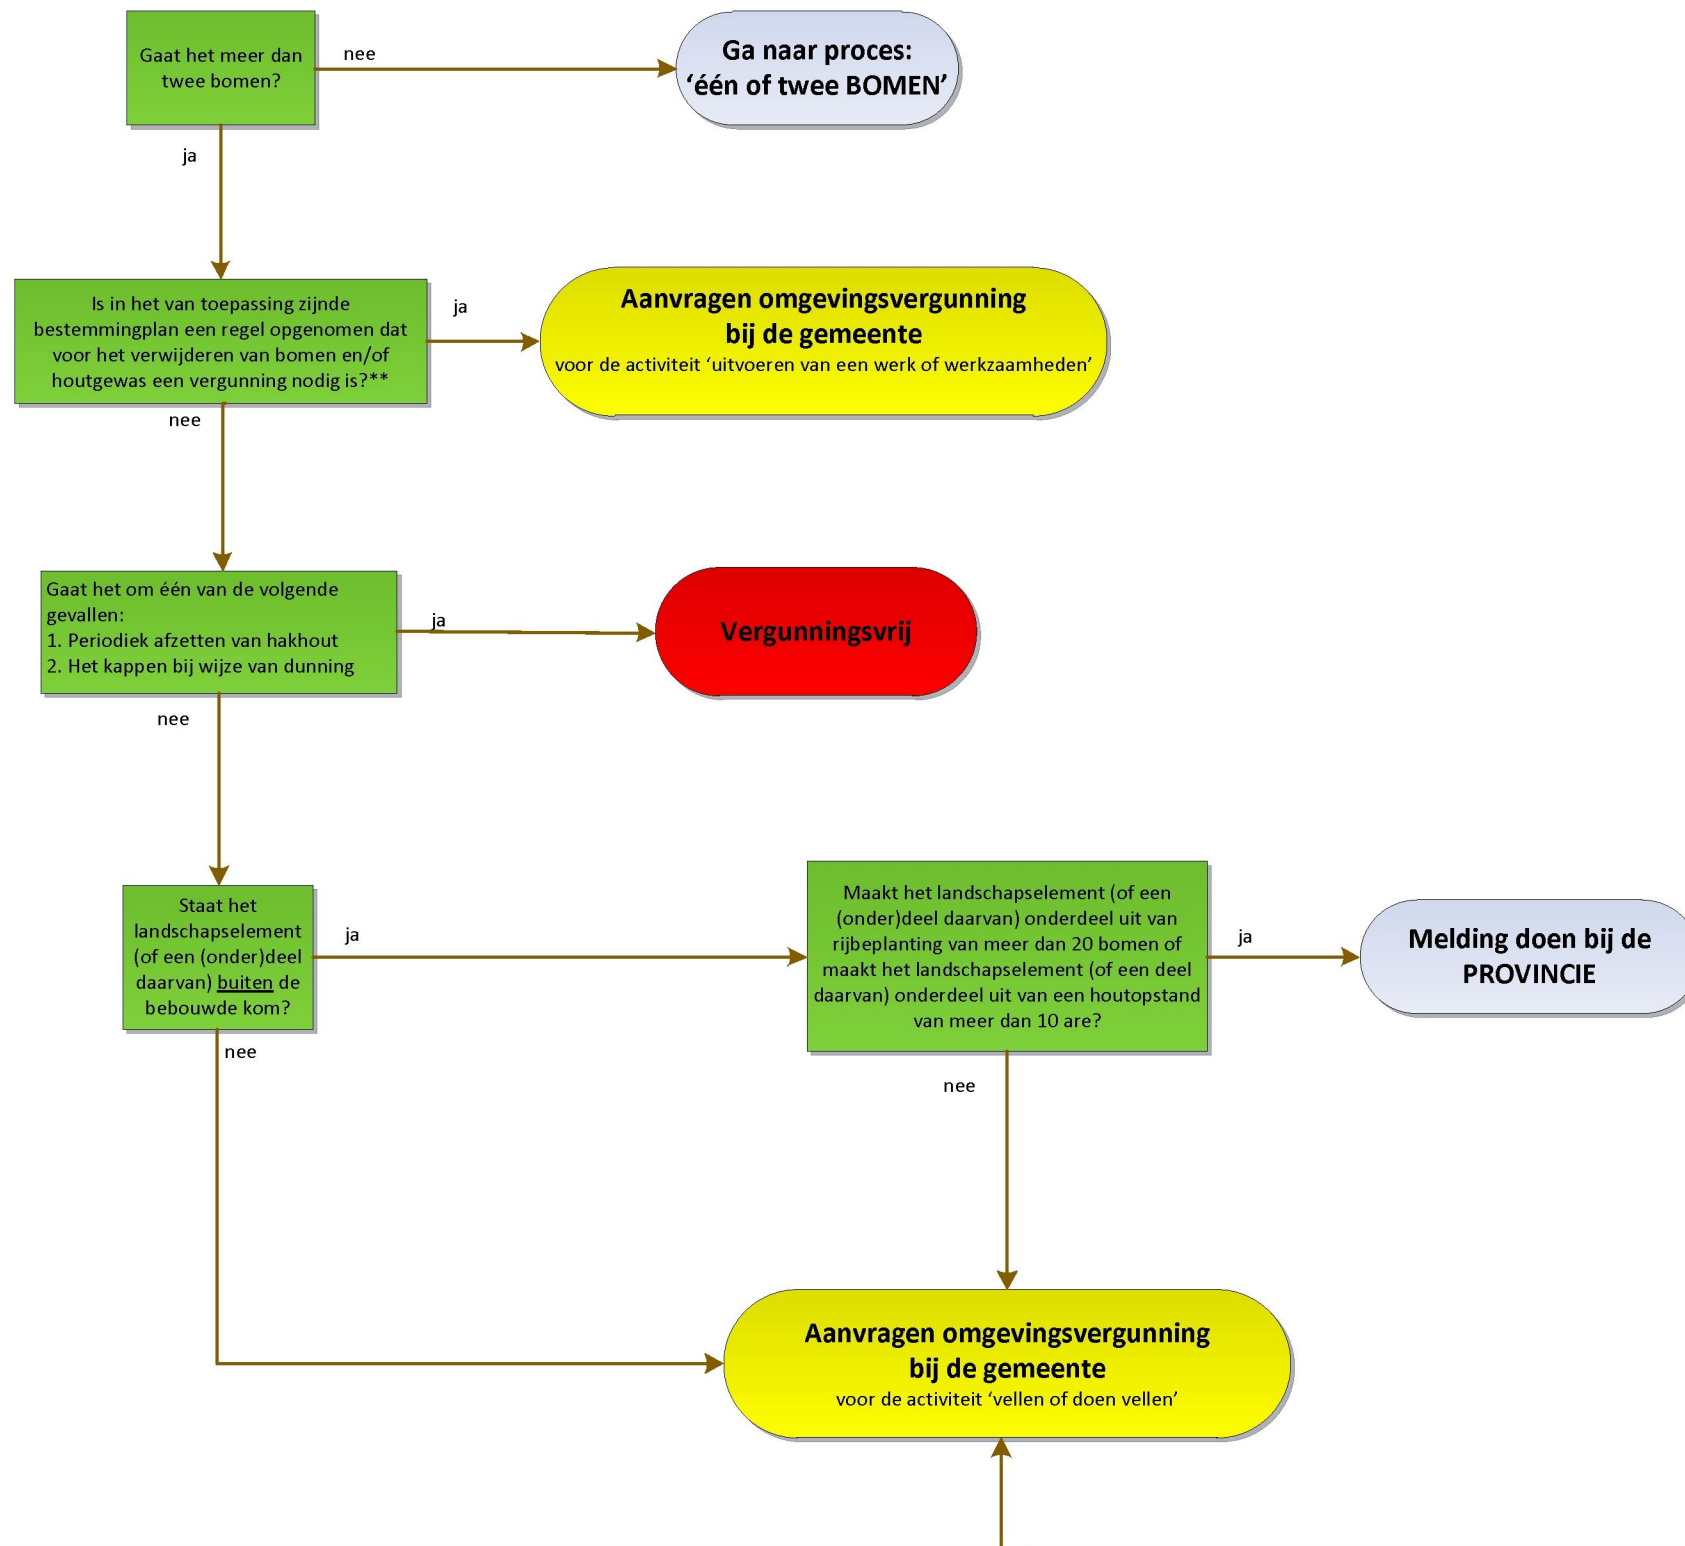 Gaat het meer dan
twee bomen?
nee
Ga naar proces:
‘één of twee BOMEN’
ja
Is in het van toepassing zijnde
bestemmingplan een regel opgenomen dat
voor het verwijderen van bomen en/of
houtgewas een vergunning nodig is?**
ja
Aanvragen omgevingsvergunning
bij de gemeente
voor de activiteit ‘uitvoeren van een werk of werkzaamheden’
nee
Gaat het om één van de volgende
gevallen:
1. Periodiek afzetten van hakhout
2. Het kappen bij wijze van dunning
ja
Vergunningsvrij
nee
Staat het
landschapselement
(of een (onder)deel
daarvan) buiten de
bebouwde kom?
ja
Maakt het landschapselement (of een
(onder)deel daarvan) onderdeel uit van
rijbeplanting van meer dan 20 bomen of
maakt het landschapselement (of een deel
daarvan) onderdeel uit van een houtopstand
van meer dan 10 are?
ja
Melding doen bij de
PROVINCIE
nee
nee
Aanvragen omgevingsvergunning
bij de gemeente
voor de activiteit ‘vellen of doen vellen’